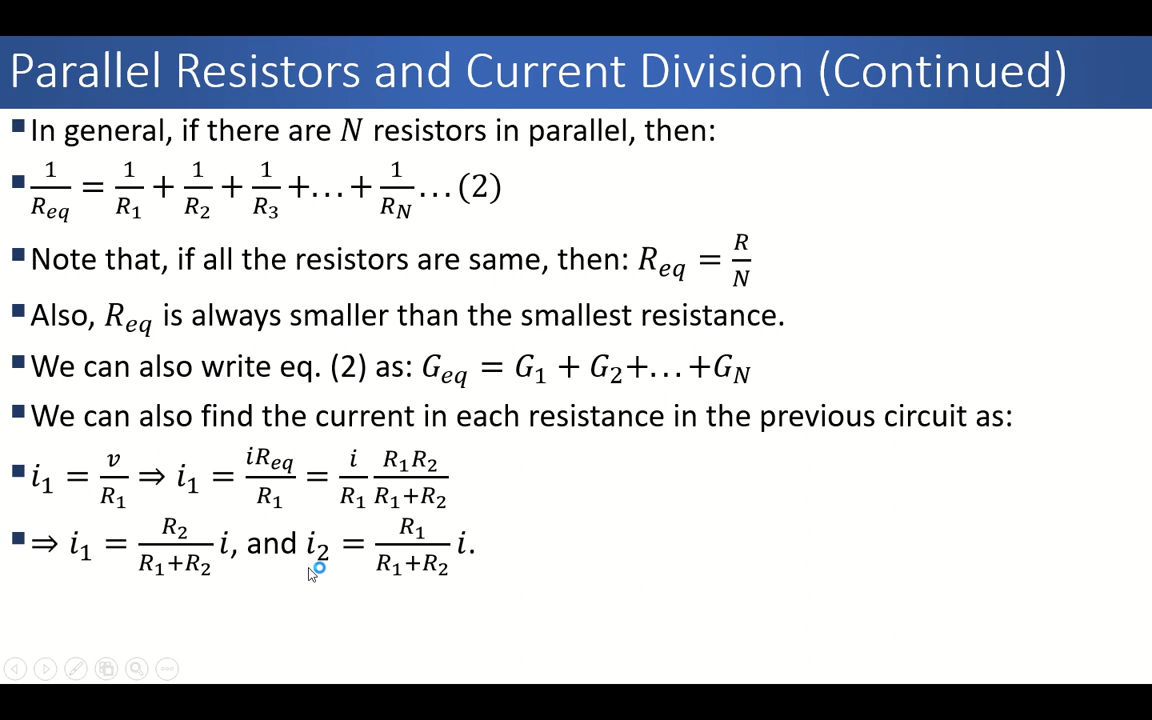 Parallel Resistors and Current Division (Continued)
▪In general, if there are N resistors in parallel, then:
▪1/R_eq = 1/R_1 + 1/R_2 + 1/R_3 +...+ 1/R_N ...(2)
▪Note that, if all the resistors are same, then: R_eq = R/N
▪Also, R_eq is always smaller than the smallest resistance.
▪We can also write eq. (2) as: G_eq = G_1 + G_2+...+G_N
▪We can also find the current in each resistance in the previous circuit as:
▪i_1 = v/R_1 ⇒ i_1 = iR_eq/R_1 = i/R_1 R_1R_2/(R_1+R_2)
▪⇒ i_1 = R_2/(R_1+R_2) i, and i_2 = R_1/(R_1+R_2) i.